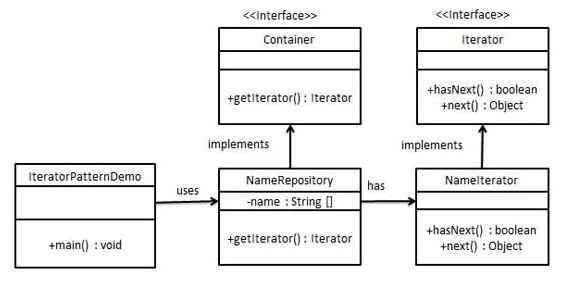 <<Interface>>
Container
+getIterator() : Iterator
<<Interface>>
Iterator
+hasNext() : boolean
+next() : Object
implements
implements
IteratorPatternDemo
+main() : void
uses
NameRepository
-name : String []
+getIterator() : Iterator
has
NameIterator
+hasNext() : boolean
+next() : Object